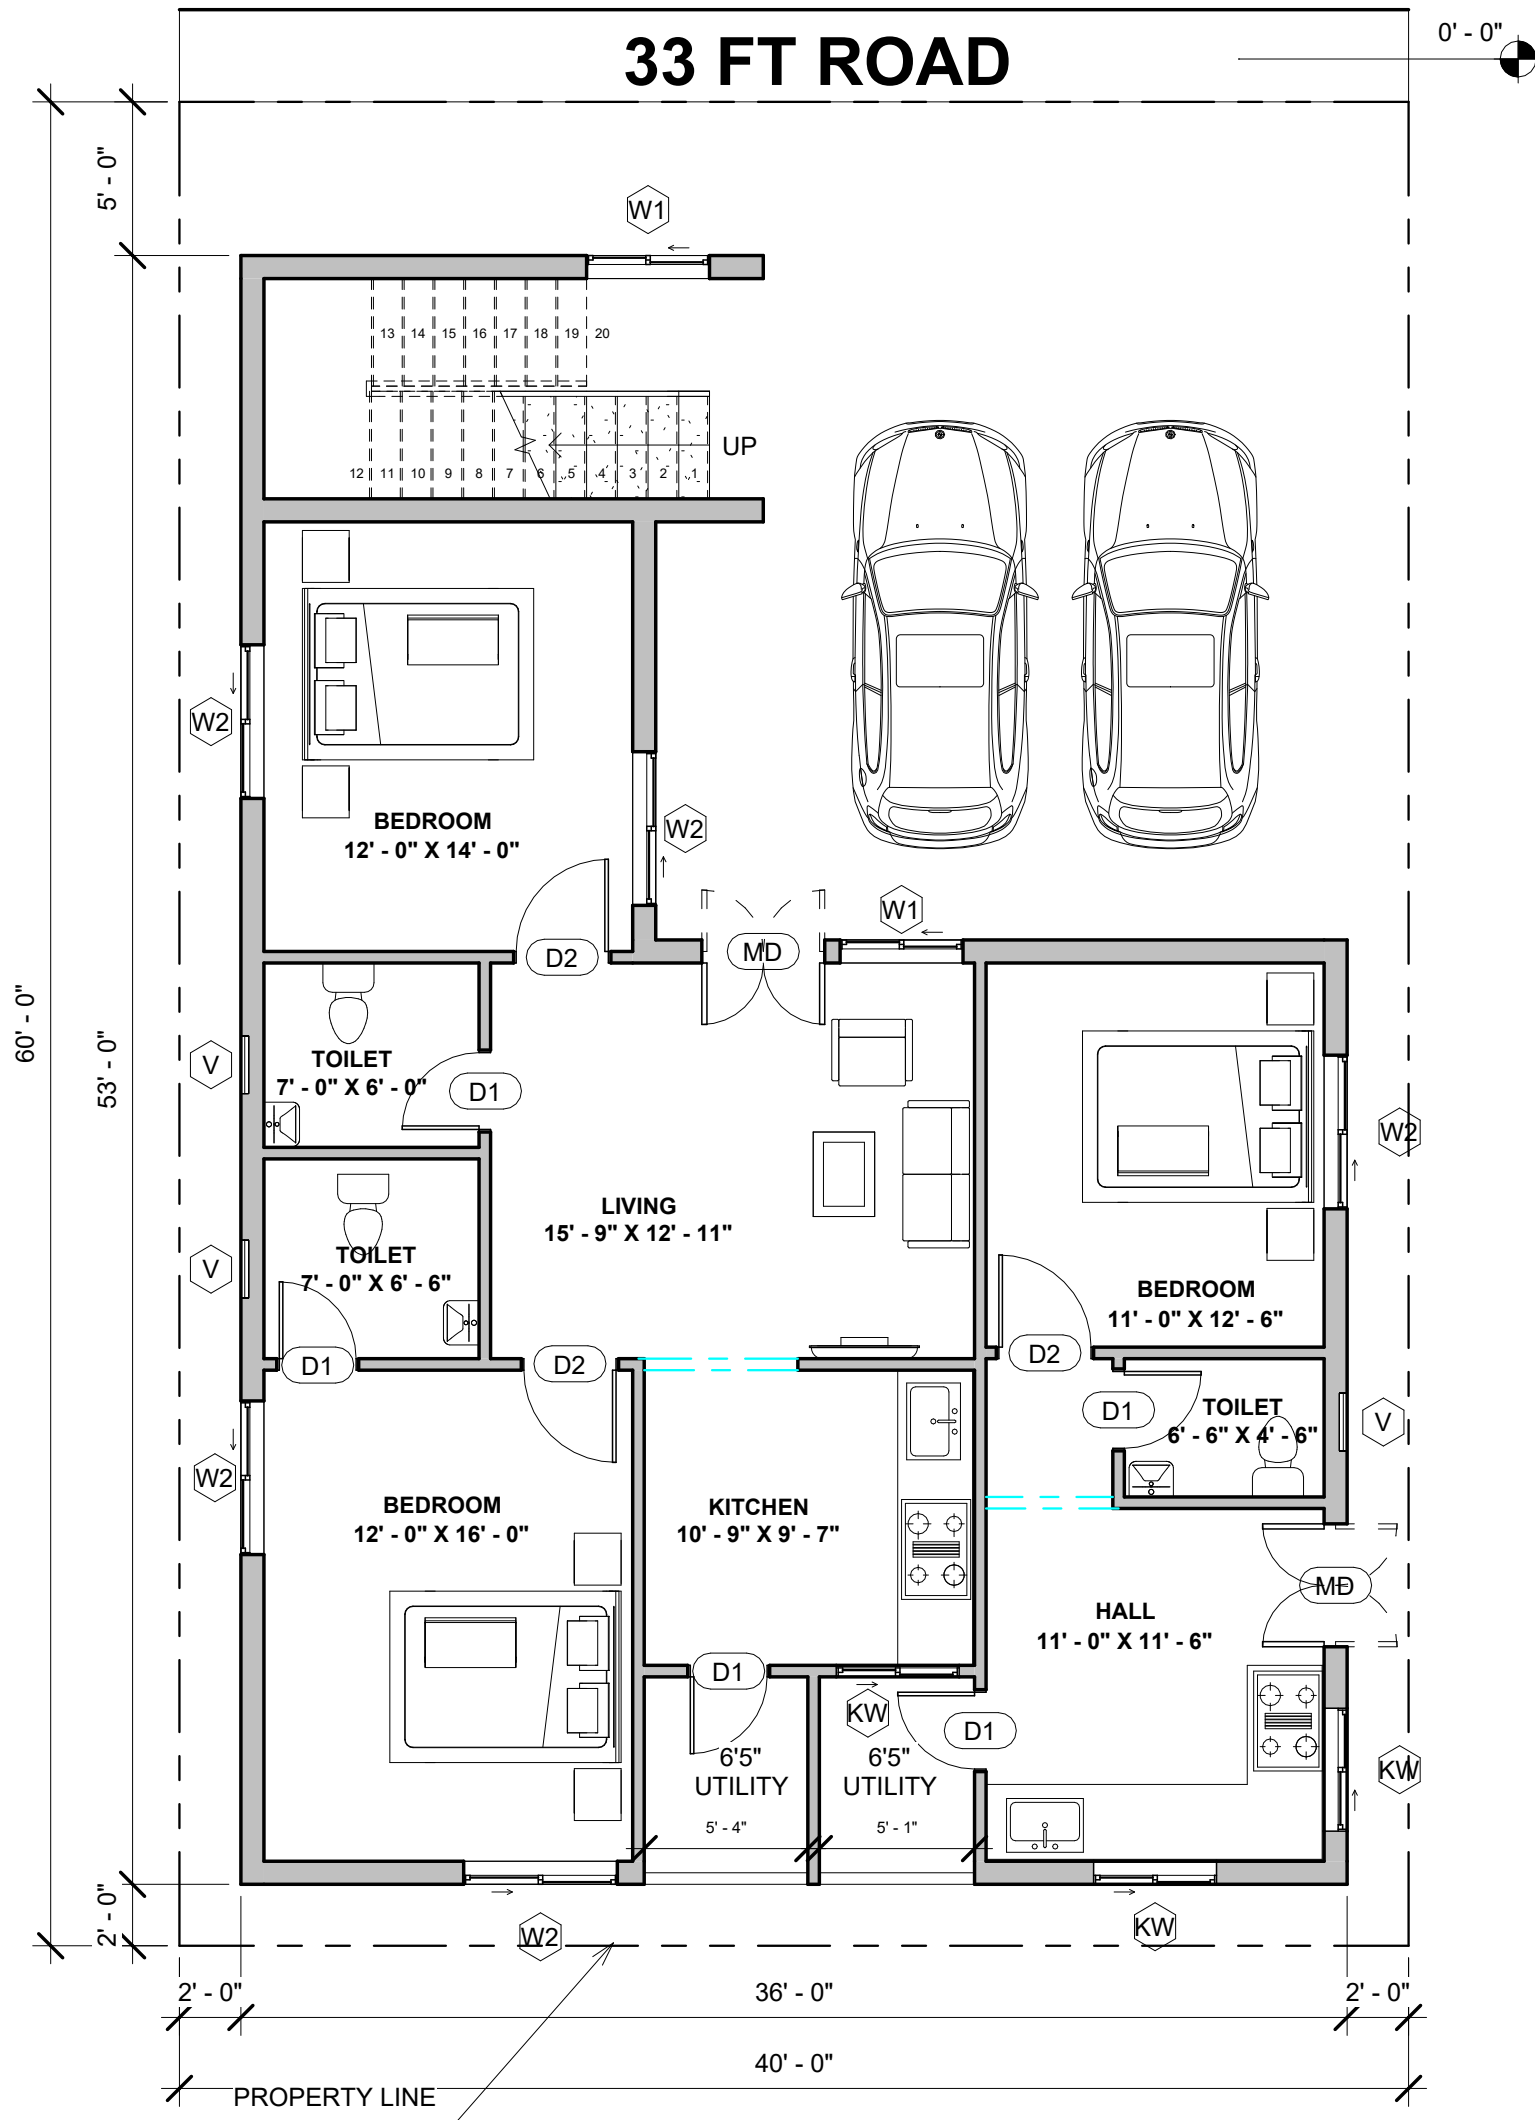 33 FT ROAD
0' - 0"
5' - 0"
W1
13 14 15 16 17 18 19 20
UP
12 11 10 9 8 7 6 5 4 3 2 1
W2
BEDROOM
12' - 0" X 14' - 0"
W2
W1
D2
MD
60' - 0"
53' - 0"
V
TOILET
7' - 0" X 6' - 0"
D1
W2
LIVING
15' - 9" X 12' - 11"
V
TOILET
7' - 0" X 6' - 6"
BEDROOM
11' - 0" X 12' - 6"
D1
D2
D2
D1
TOILET
6' - 6" X 4' - 6"
V
W2
BEDROOM
12' - 0" X 16' - 0"
KITCHEN
10' - 9" X 9' - 7"
MD
HALL
11' - 0" X 11' - 6"
D1
KW
D1
6'5"
UTILITY
6'5"
UTILITY
KW
5' - 4"
5' - 1"
2' - 0"
W2
KW
2' - 0"
36' - 0"
2' - 0"
40' - 0"
PROPERTY LINE